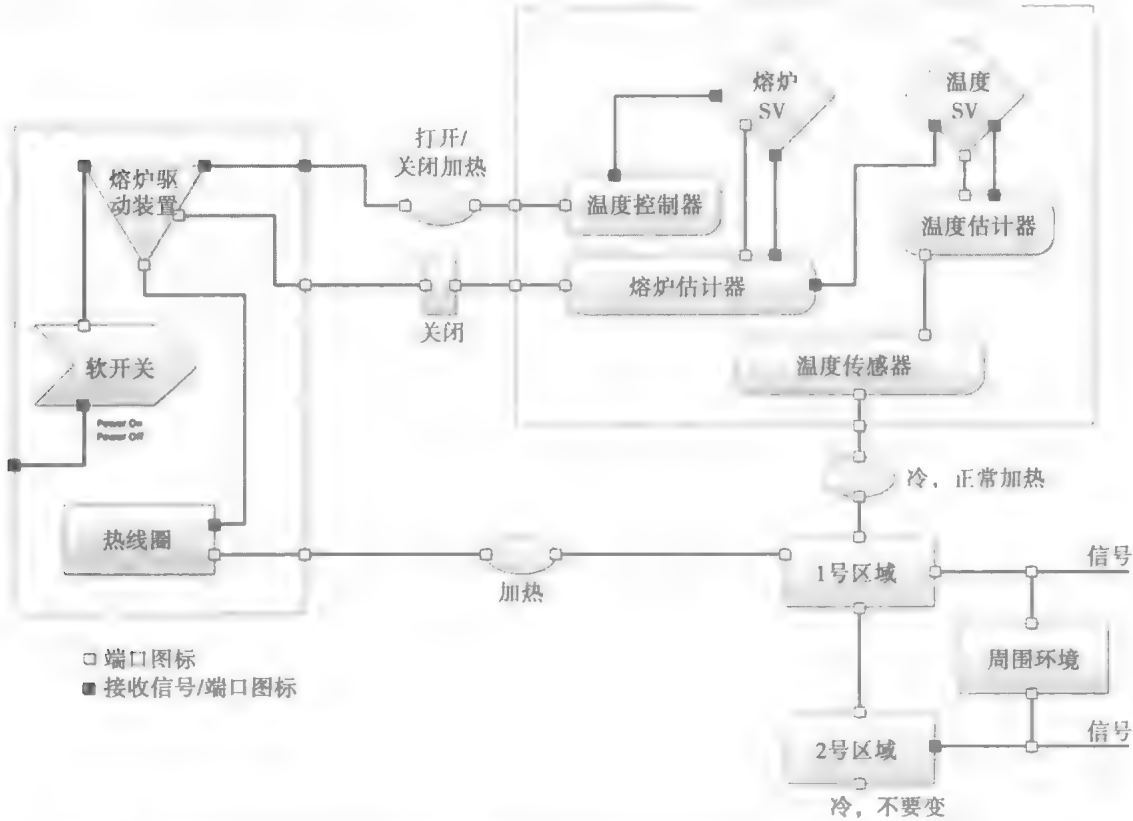 熔炉
SV
温度
SV
打开/
关闭加热
熔炉驱
动装置
温度控制器
温度估计器
熔炉估计器
关闭
软开关
温度传感器
Power On
Power Off
冷，正常加热
热线圈
加热
1号区域
信号
端口图标
接收信号/端口图标
周围环境
信号
2号区域
冷，不要变